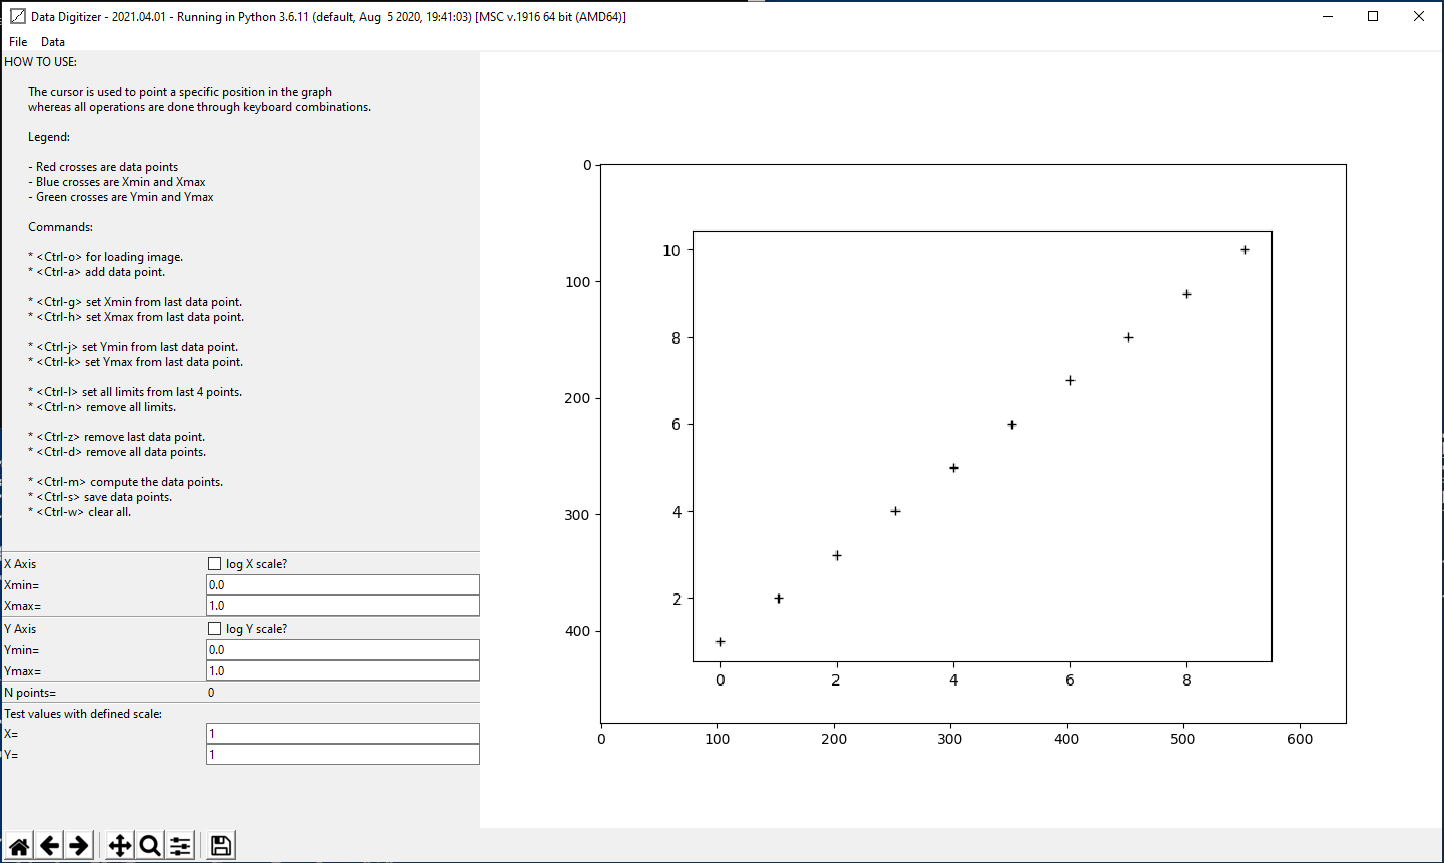 Data Digitizer - 2021.04.01 - Running in Python 3.6.11 (default, Aug  5 2020, 19:41:03) [MSC v.1916 64 bit (AMD64)]
File Data
HOW TO USE:
The cursor is used to point a specific position in the graph
whereas all operations are done through keyboard combinations.
Legend:
- Red crosses are data points
- Blue crosses are Xmin and Xmax
- Green crosses are Ymin and Ymax
Commands:
* <Ctrl-o> for loading image.
* <Ctrl-a> add data point.
* <Ctrl-g> set Xmin from last data point.
* <Ctrl-h> set Xmax from last data point.
* <Ctrl-j> set Ymin from last data point.
* <Ctrl-k> set Ymax from last data point.
* <Ctrl-l> set all limits from last 4 points.
* <Ctrl-n> remove all limits.
* <Ctrl-z> remove last data point.
* <Ctrl-d> remove all data points.
* <Ctrl-m> compute the data points.
* <Ctrl-s> save data points.
* <Ctrl-w> clear all.
X Axis log X scale?
Xmin= 0.0
Xmax= 1.0
Y Axis log Y scale?
Ymin= 0.0
Ymax= 1.0
N points= 0
Test values with defined scale:
X= 1
Y= 1
0
100
200
300
400
10
8
6
4
2
0 2 4 6 8
0 100 200 300 400 500 600